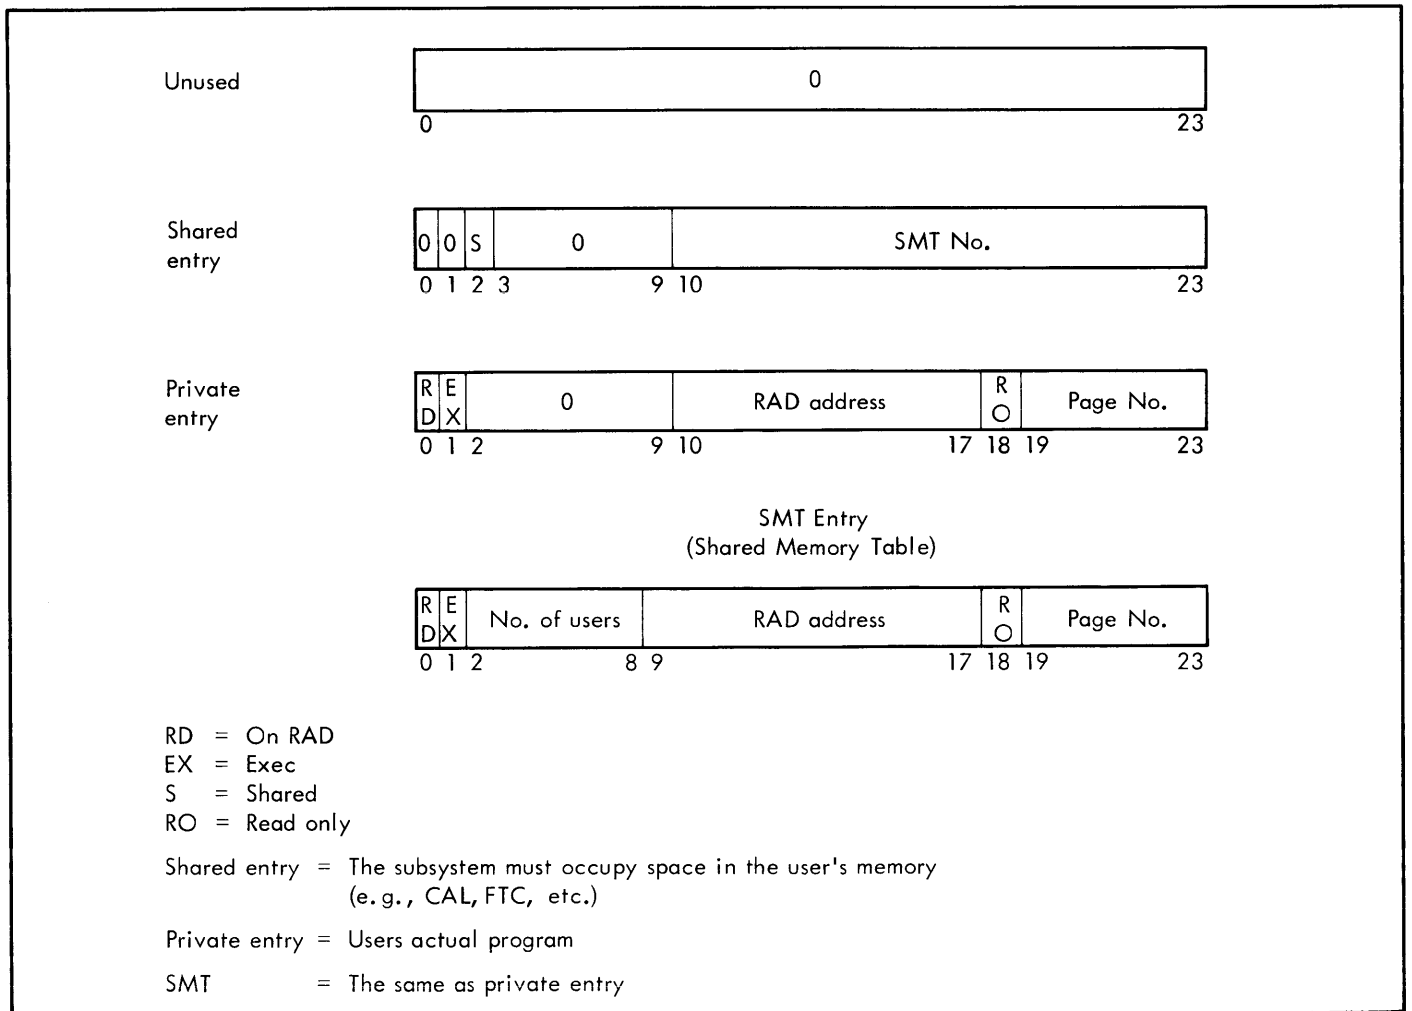 Unused
0
0 23
Shared
entry
0 0 S 0 SMT No.
0 1 2 3 9 10 23
Private
entry
R E R
D X 0 RAD address O Page No.
0 1 2 9 10 17 18 19 23
SMT Entry
(Shared Memory Table)
R E R
D X No. of users RAD address O Page No.
0 1 2 8 9 17 18 19 23
RD = On RAD
EX = Exec
S = Shared
RO = Read only
Shared entry = The subsystem must occupy space in the user's memory
(e.g., CAL, FTC, etc.)
Private entry = Users actual program
SMT = The same as private entry